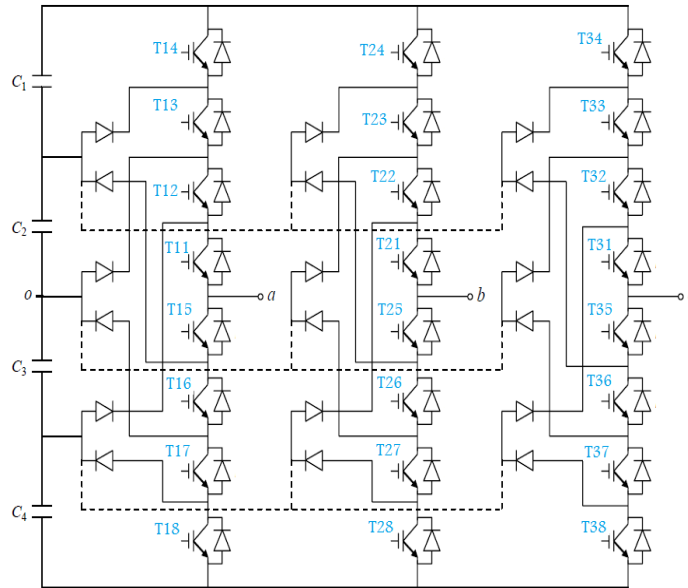 T14 T24 T34
C1
T13 T23 T33
T12 T22 T32
C2
T11 T21 T31
o a b
T15 T25 T35
C3
T16 T26 T36
T17 T27 T37
C4
T18 T28 T38